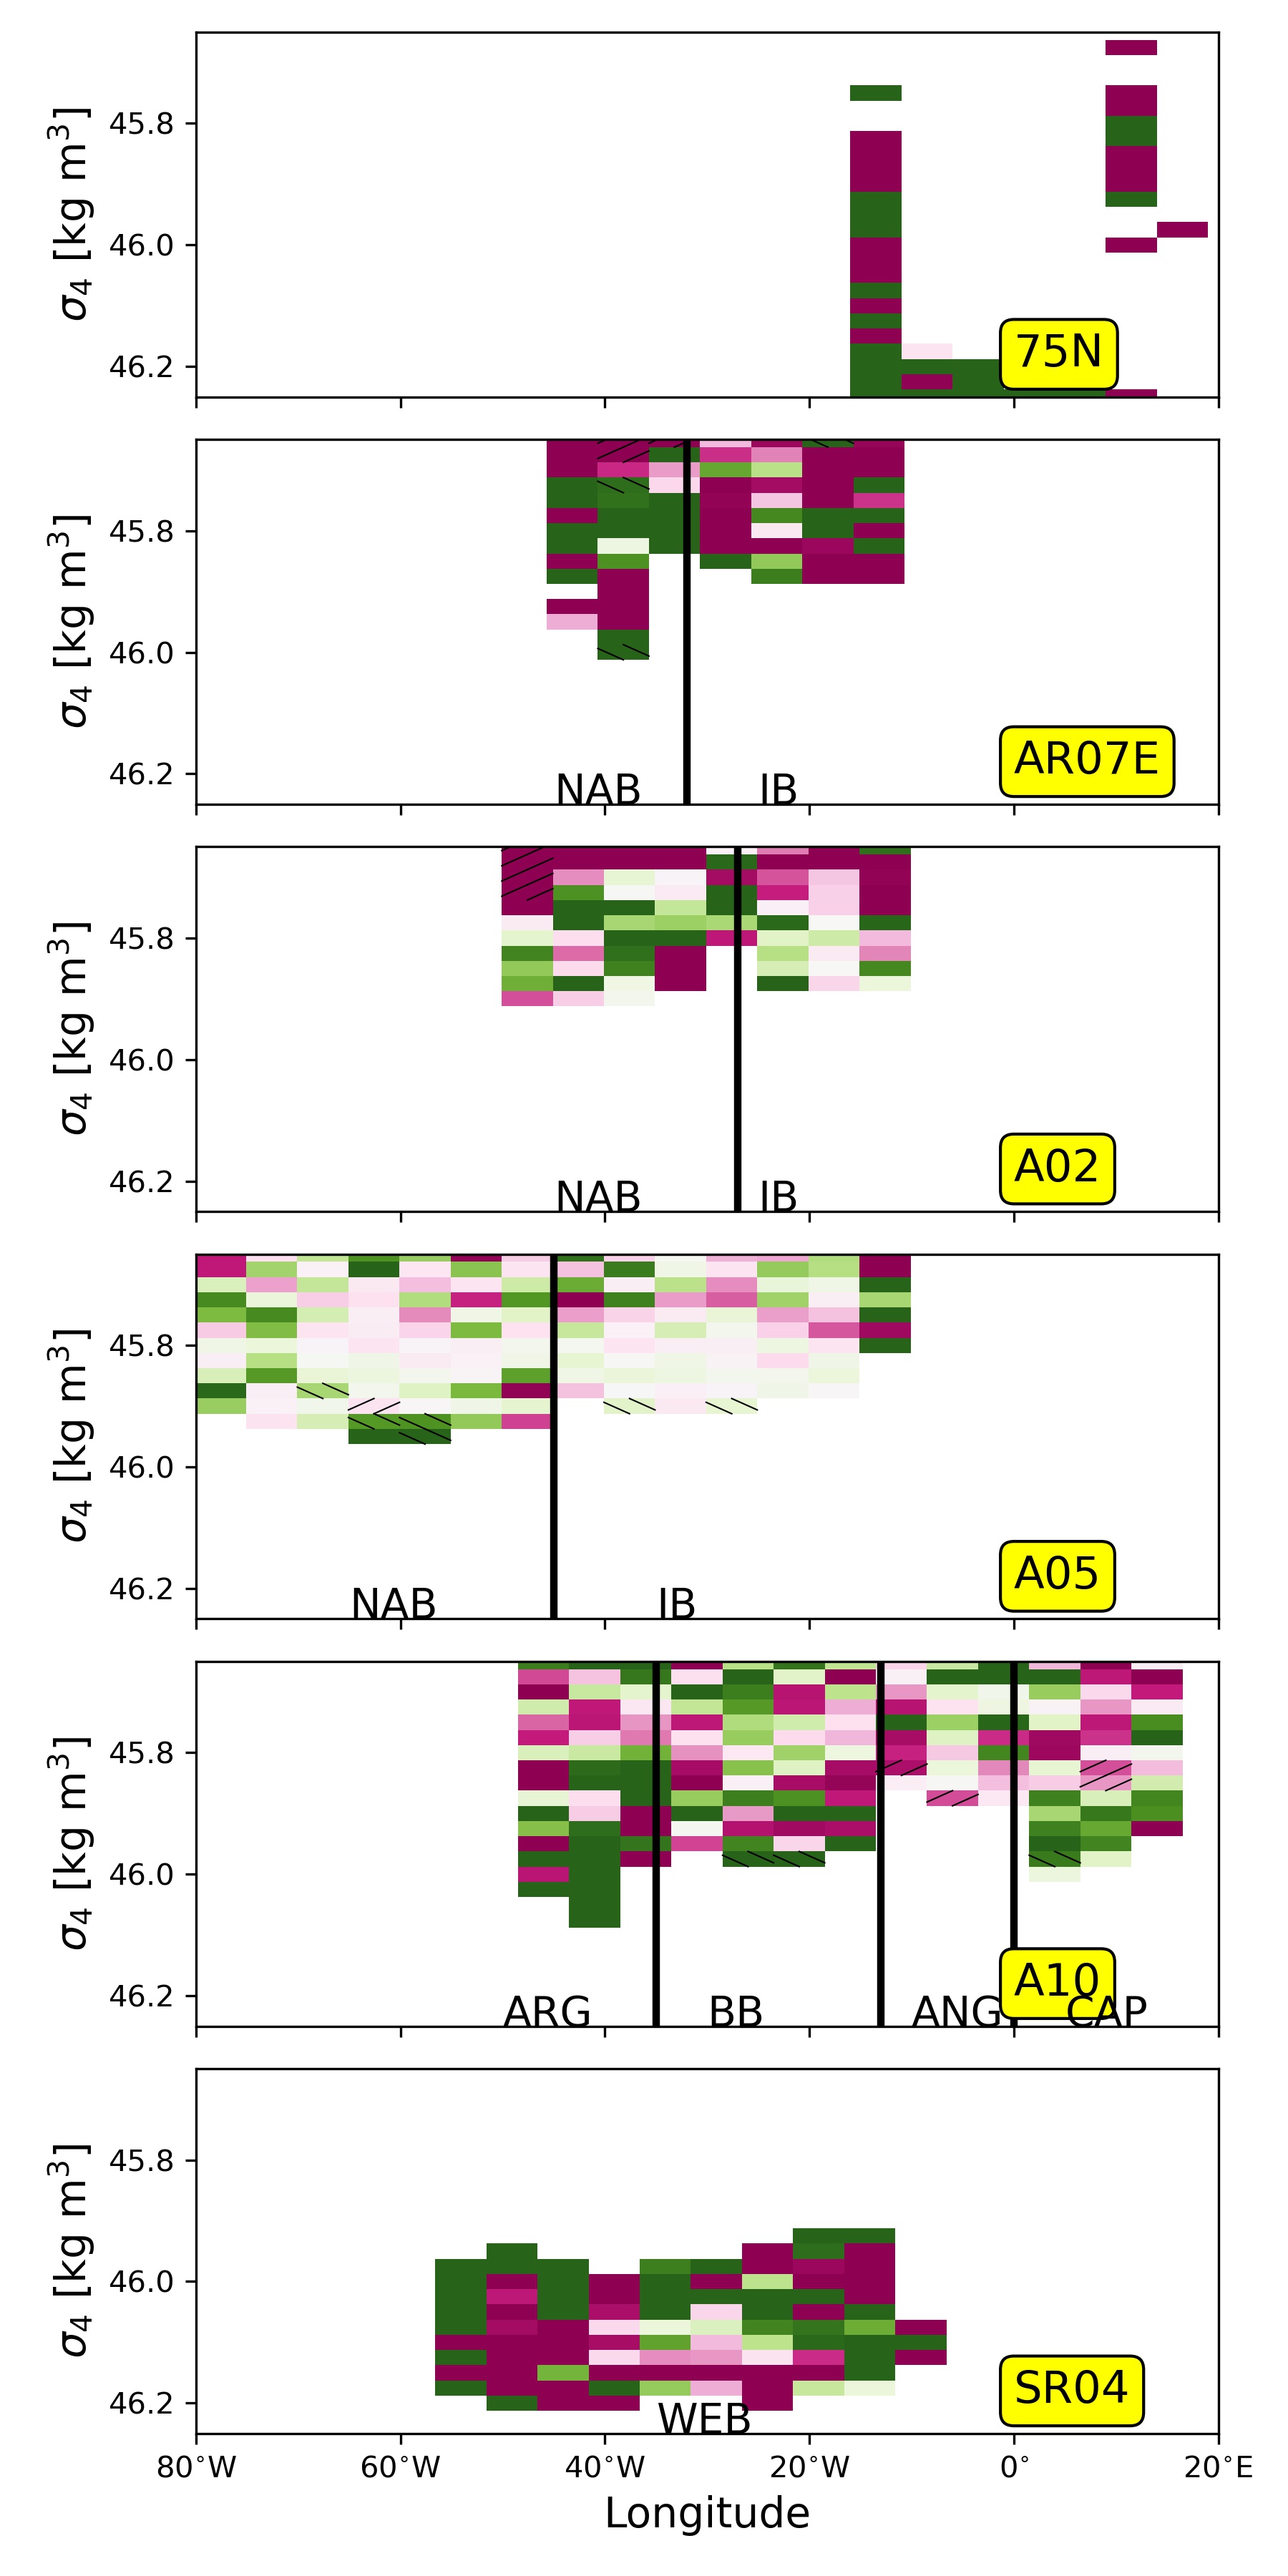 σ₄ [kg m³]
45.8
46.0
46.2
75N
σ₄ [kg m³]
45.8
46.0
46.2
NAB IB AR07E
σ₄ [kg m³]
45.8
46.0
46.2
NAB IB A02
σ₄ [kg m³]
45.8
46.0
46.2
NAB IB A05
σ₄ [kg m³]
45.8
46.0
46.2
A10
ARG BB ANG CAP
σ₄ [kg m³]
45.8
46.0
46.2
SR04
WEB
80°W 60°W 40°W 20°W 0° 20°E
Longitude